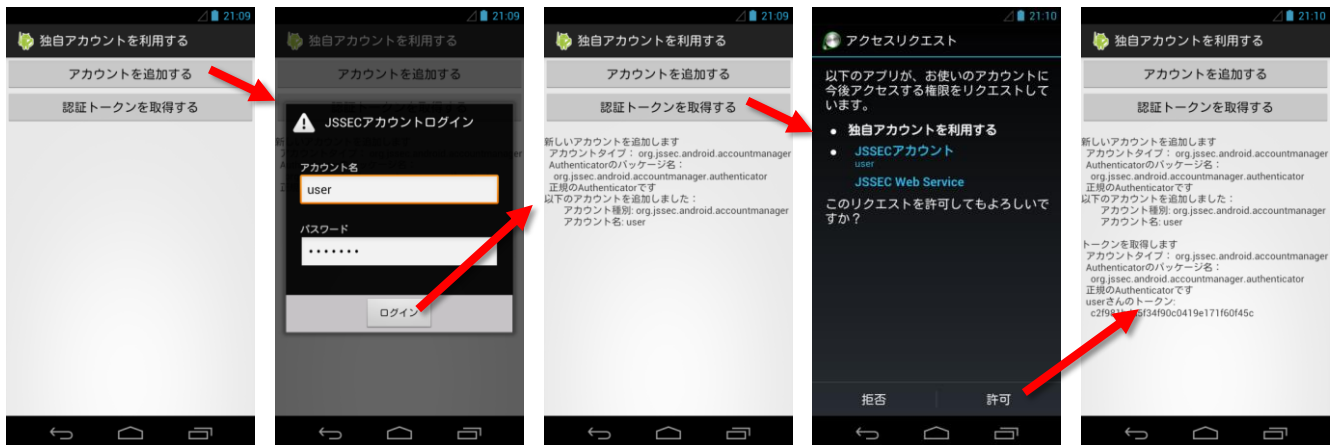 21:09
独自アカウントを利用する
アカウントを追加する
認証トークンを取得する
21:09
独自アカウントを利用する
アカウントを追加する
認証トークンを取得する
JSSECアカウントログイン
アカウント名
user
パスワード
•••••••
ログイン
21:09
独自アカウントを利用する
アカウントを追加する
認証トークンを取得する
新しいアカウントを追加します
アカウントタイプ： org.jssec.android.accountmanager
Authenticatorのパッケージ名：
org.jssec.android.accountmanager.authenticator
正規のAuthenticatorです
以下のアカウントを追加しました：
アカウント種別: org.jssec.android.accountmanager
アカウント名: user
21:10
アクセスリクエスト
以下のアプリが、お使いのアカウントに
今後アクセスする権限をリクエストして
います。
• 独自アカウントを利用する
• JSSECアカウント
user
JSSEC Web Service
このリクエストを許可してもよろしいで
すか？
拒否
許可
21:10
独自アカウントを利用する
アカウントを追加する
認証トークンを取得する
新しいアカウントを追加します
アカウントタイプ： org.jssec.android.accountmanager
Authenticatorのパッケージ名：
org.jssec.android.accountmanager.authenticator
正規のAuthenticatorです
以下のアカウントを追加しました：
アカウント種別: org.jssec.android.accountmanager
アカウント名: user
トークンを取得します
アカウントタイプ： org.jssec.android.accountmanager
Authenticatorのパッケージ名：
org.jssec.android.accountmanager.authenticator
正規のAuthenticatorです
userさんのトークン: